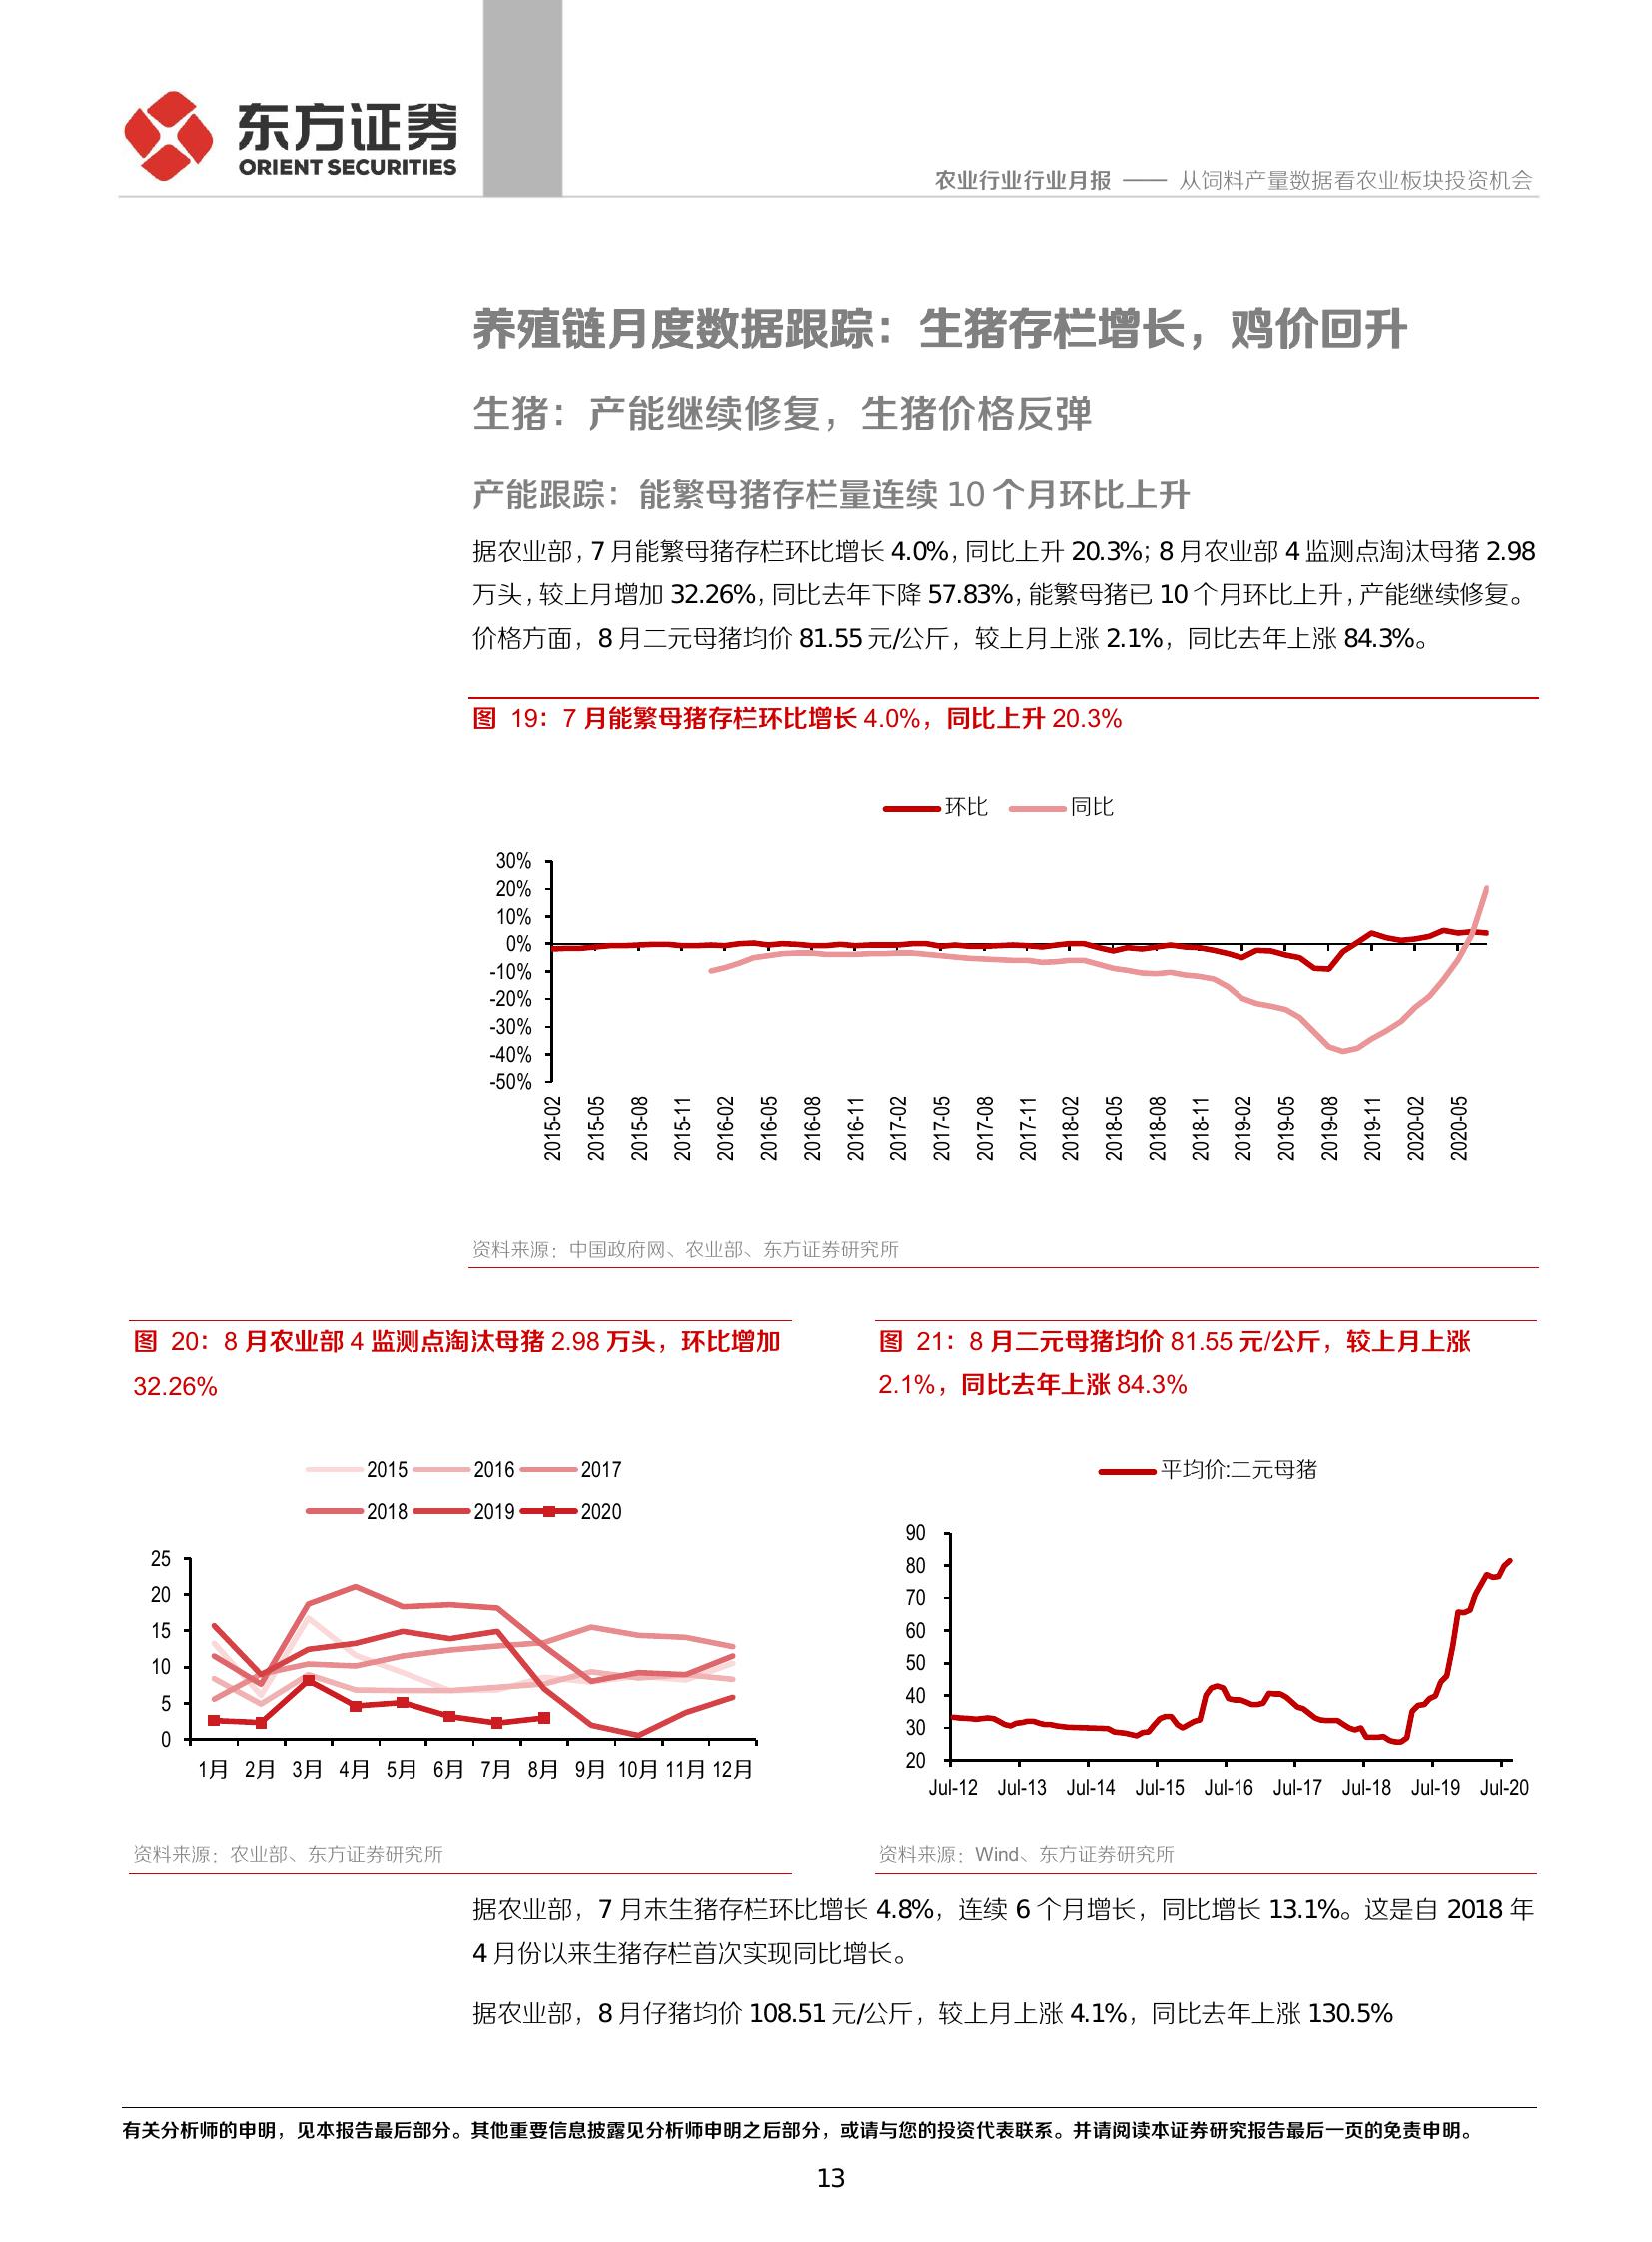 东方证券
ORIENT SECURITIES
农业行业行业月报 —— 从饲料产量数据看农业板块投资机会
养殖链月度数据跟踪：生猪存栏增长，鸡价回升
生猪：产能继续修复，生猪价格反弹
产能跟踪：能繁母猪存栏量连续 10 个月环比上升
据农业部，7 月能繁母猪存栏环比增长 4.0%，同比上升 20.3%；8 月农业部 4 监测点淘汰母猪 2.98
万头，较上月增加 32.26%，同比去年下降 57.83%，能繁母猪已 10 个月环比上升，产能继续修复。
价格方面，8 月二元母猪均价 81.55 元/公斤，较上月上涨 2.1%，同比去年上涨 84.3%。
图 19：7 月能繁母猪存栏环比增长 4.0%，同比上升 20.3%
环比 同比
30%
20%
10%
0%
-10%
-20%
-30%
-40%
-50%
2015-02 2015-05 2015-08 2015-11 2016-02 2016-05 2016-08 2016-11 2017-02 2017-05 2017-08 2017-11 2018-02 2018-05 2018-08 2018-11 2019-02 2019-05 2019-08 2019-11 2020-02 2020-05
资料来源：中国政府网、农业部、东方证券研究所
图 20：8 月农业部 4 监测点淘汰母猪 2.98 万头，环比增加
32.26%
2015 2016 2017
2018 2019 2020
25
20
15
10
5
0
1月 2月 3月 4月 5月 6月 7月 8月 9月 10月 11月 12月
资料来源：农业部、东方证券研究所
图 21：8 月二元母猪均价 81.55 元/公斤，较上月上涨
2.1%，同比去年上涨 84.3%
平均价:二元母猪
90
80
70
60
50
40
30
20
Jul-12 Jul-13 Jul-14 Jul-15 Jul-16 Jul-17 Jul-18 Jul-19 Jul-20
资料来源：Wind、东方证券研究所
据农业部，7 月末生猪存栏环比增长 4.8%，连续 6 个月增长，同比增长 13.1%。这是自 2018 年
4 月份以来生猪存栏首次实现同比增长。
据农业部，8 月仔猪均价 108.51 元/公斤，较上月上涨 4.1%，同比去年上涨 130.5%
有关分析师的申明，见本报告最后部分。其他重要信息披露见分析师申明之后部分，或请与您的投资代表联系。并请阅读本证券研究报告最后一页的免责申明。
13